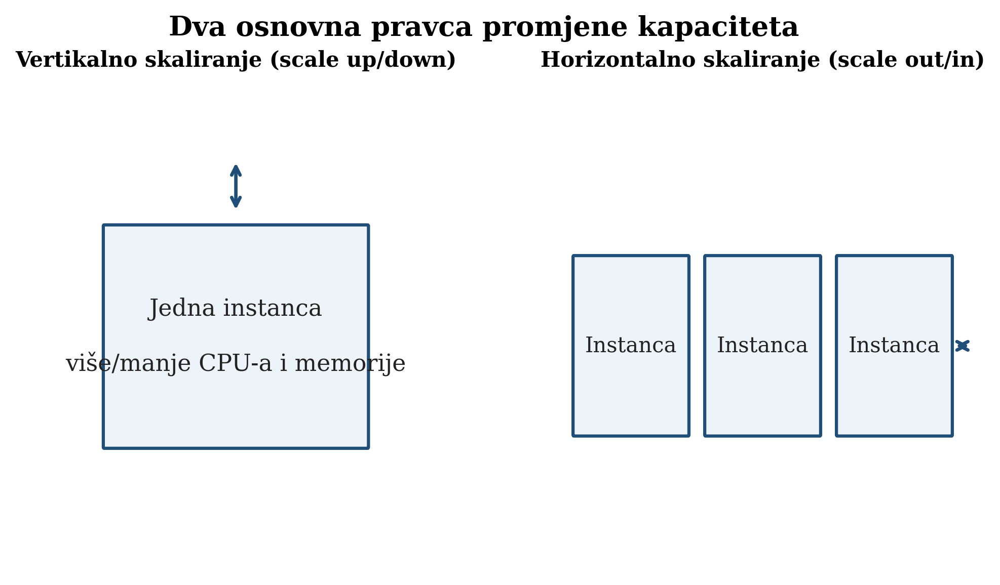 Dva osnovna pravca promjene kapaciteta
Vertikalno skaliranje (scale up/down)
Horizontalno skaliranje (scale out/in)
Jedna instanca
više/manje CPU-a i memorije
Instanca
Instanca
Instanca